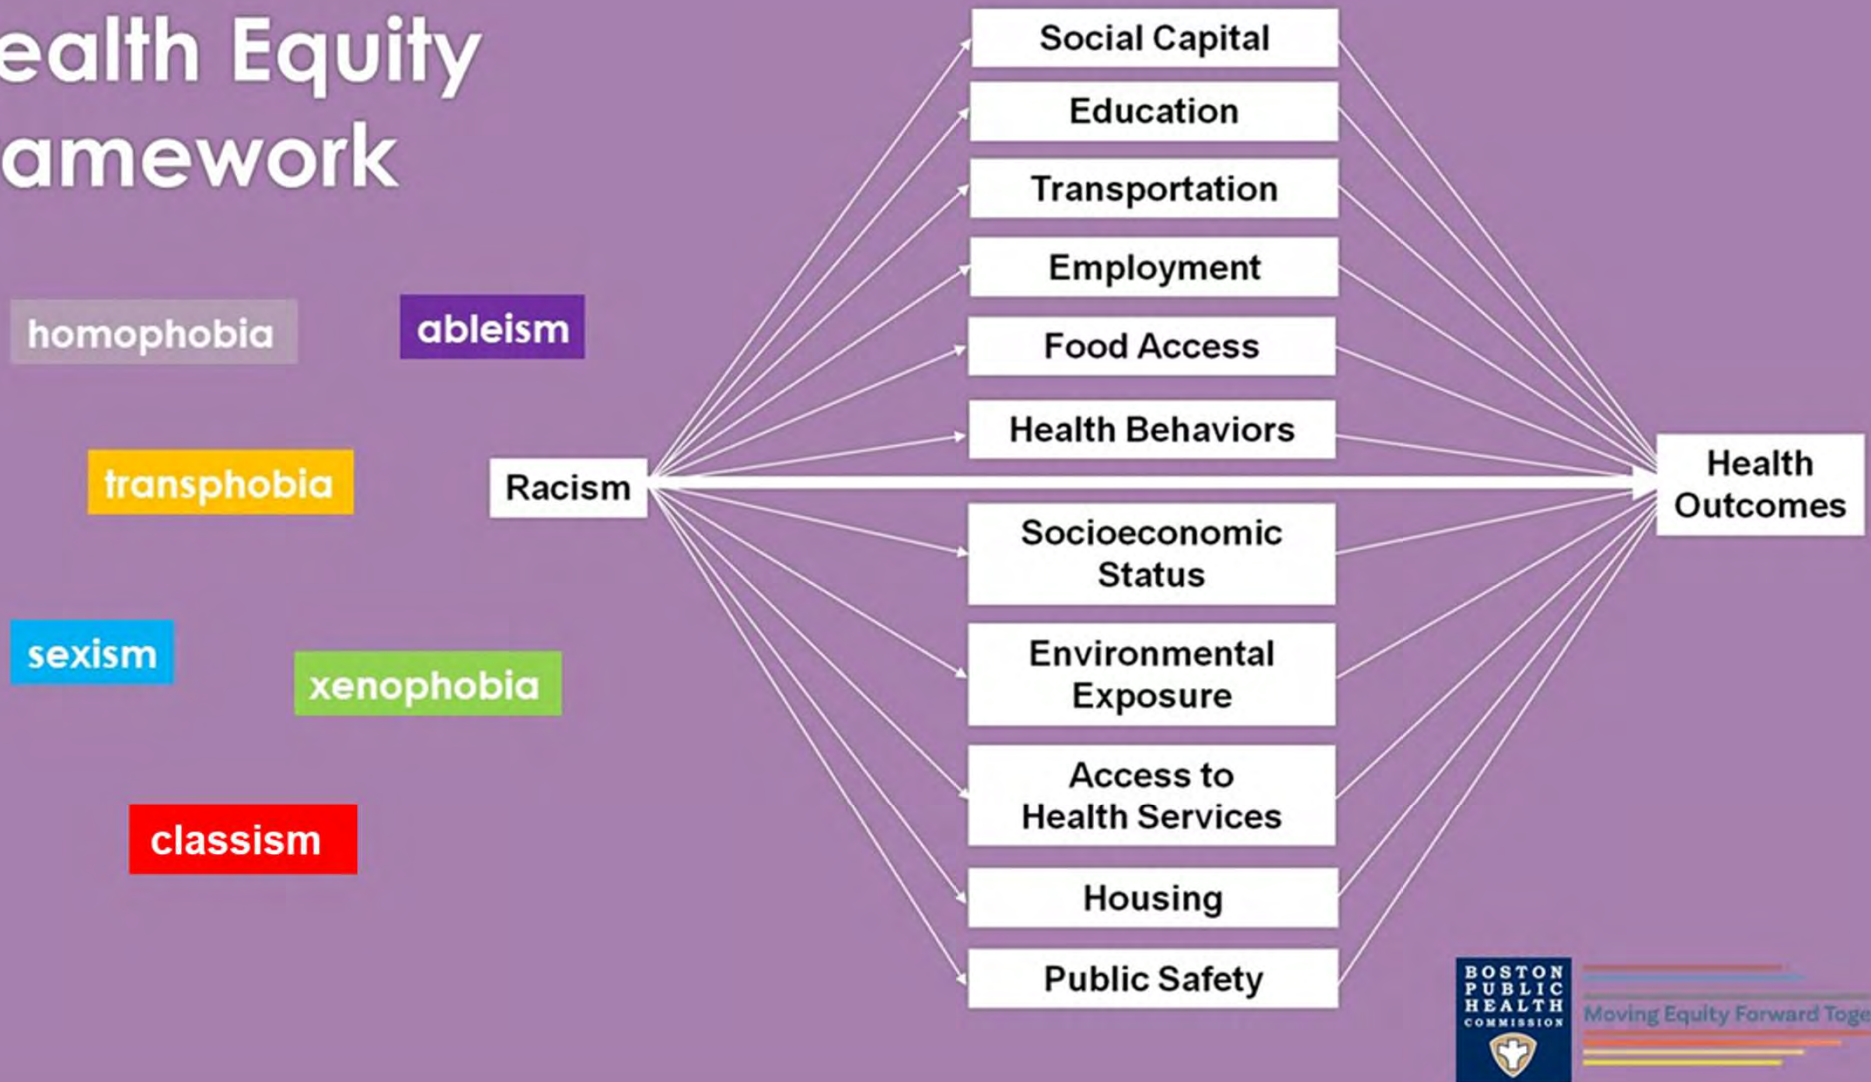 ealth Equity
amework
homophobia
ableism
transphobia
Racism
sexism
xenophobia
classism
Social Capital
Education
Transportation
Employment
Food Access
Health Behaviors
Socioeconomic
Status
Environmental
Exposure
Access to
Health Services
Housing
Public Safety
Health
Outcomes
BOSTON
PUBLIC
HEALTH
COMMISSION
Moving Equity Forward Toge